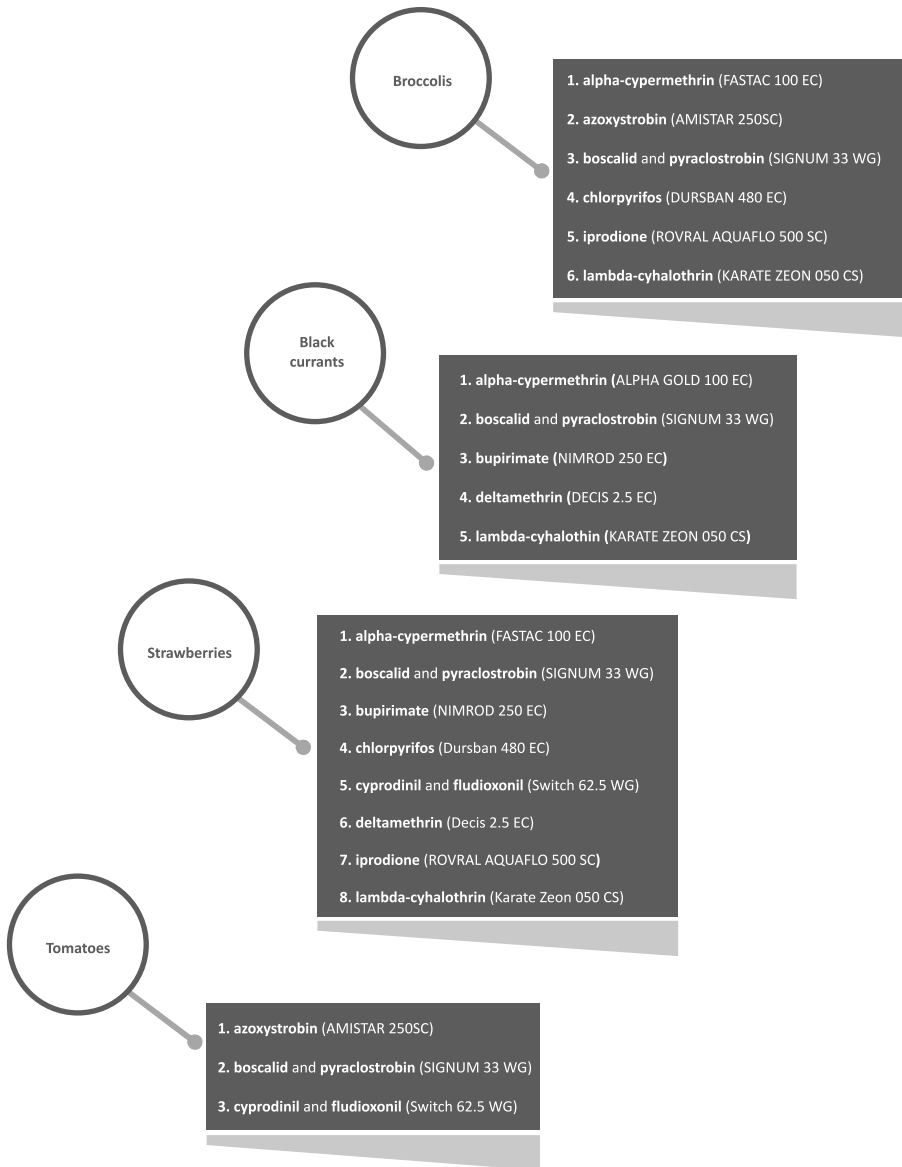 Broccolis
1. alpha-cypermethrin (FASTAC 100 EC)
2. azoxystrobin (AMISTAR 250SC)
3. boscalid and pyraclostrobin (SIGNUM 33 WG)
4. chlorpyrifos (DURSBAN 480 EC)
5. iprodione (ROVRAL AQUAFLO 500 SC)
6. lambda-cyhalothrin (KARATE ZEON 050 CS)
Black
currants
1. alpha-cypermethrin (ALPHA GOLD 100 EC)
2. boscalid and pyraclostrobin (SIGNUM 33 WG)
3. bupirimate (NIMROD 250 EC)
4. deltamethrin (DECIS 2.5 EC)
5. lambda-cyhalothin (KARATE ZEON 050 CS)
Strawberries
1. alpha-cypermethrin (FASTAC 100 EC)
2. boscalid and pyraclostrobin (SIGNUM 33 WG)
3. bupirimate (NIMROD 250 EC)
4. chlorpyrifos (Dursban 480 EC)
5. cyprodinil and fludioxonil (Switch 62.5 WG)
6. deltamethrin (Decis 2.5 EC)
7. iprodione (ROVRAL AQUAFLO 500 SC)
8. lambda-cyhalothrin (Karate Zeon 050 CS)
Tomatoes
1. azoxystrobin (AMISTAR 250SC)
2. boscalid and pyraclostrobin (SIGNUM 33 WG)
3. cyprodinil and fludioxonil (Switch 62.5 WG)